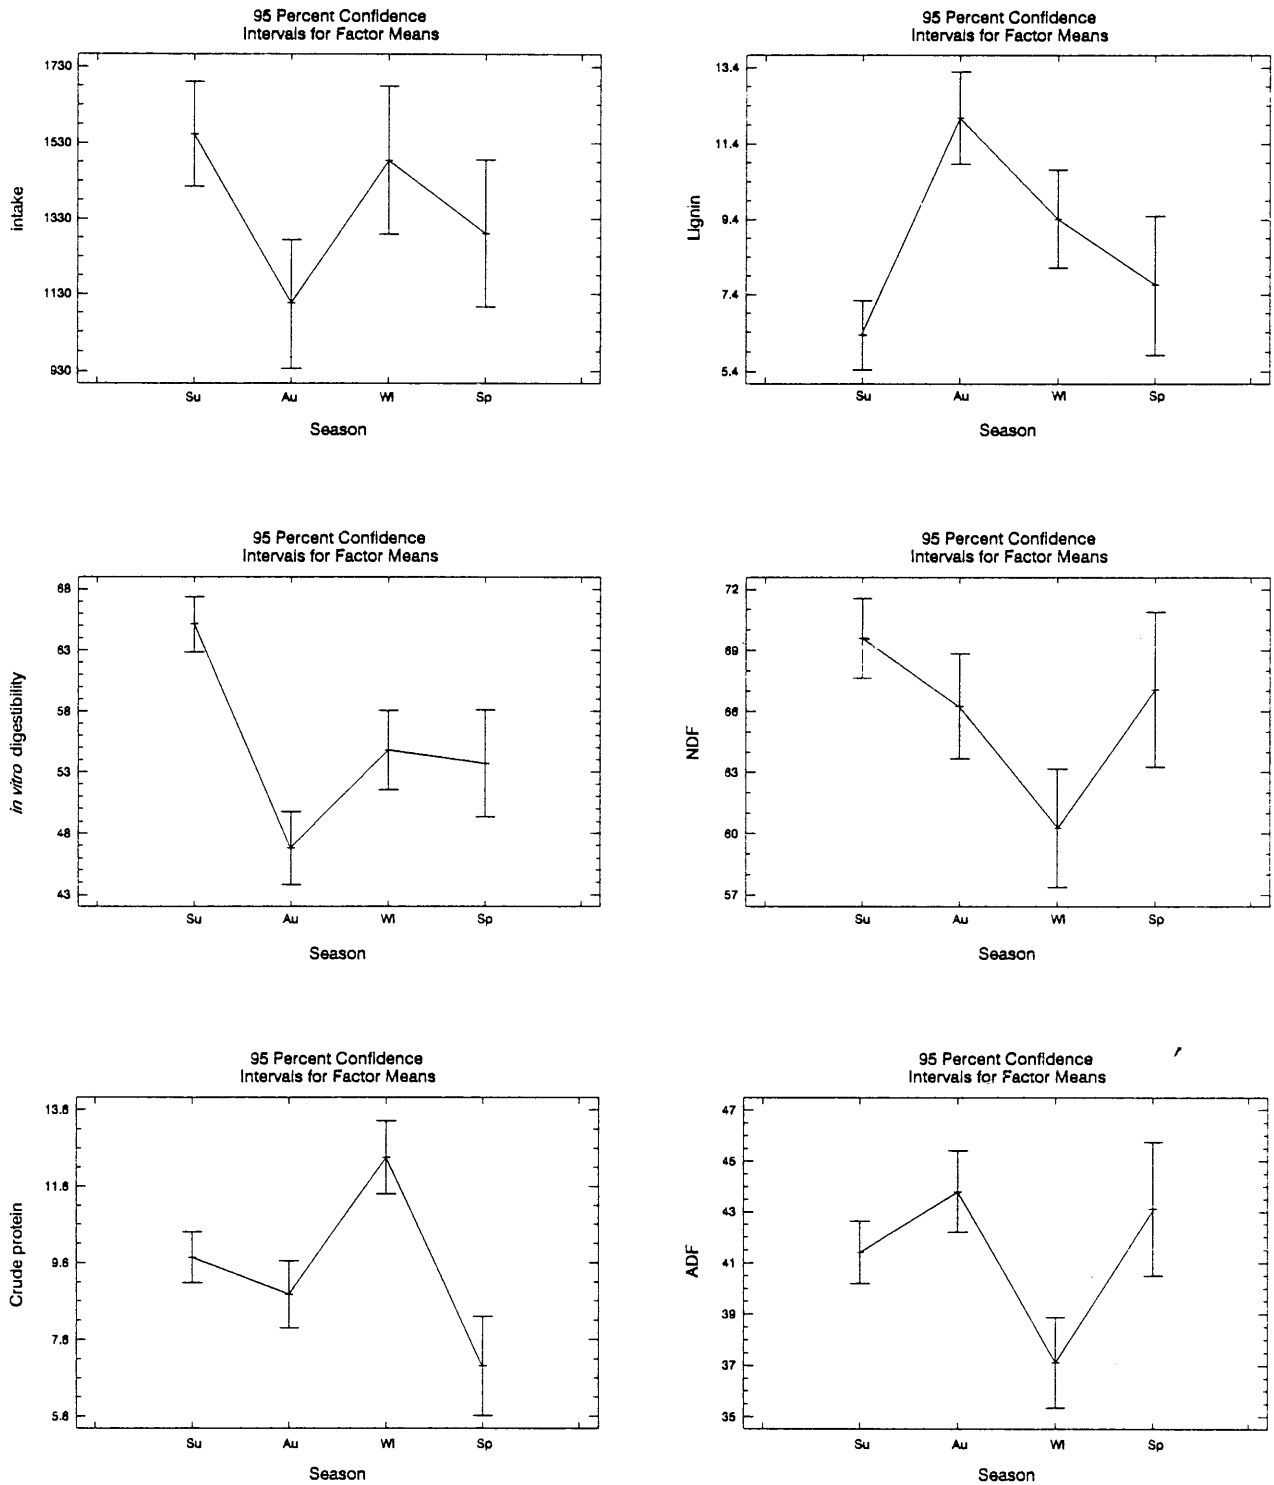 95 Percent Confidence
Intervals for Factor Means
1730
1530
1330
1130
930
intake
Su
Au
Wi
Sp
Season
95 Percent Confidence
Intervals for Factor Means
13.4
11.4
9.4
7.4
5.4
Lignin
Su
Au
Wi
Sp
Season
95 Percent Confidence
Intervals for Factor Means
68
63
58
53
48
43
in vitro digestibility
Su
Au
Wi
Sp
Season
95 Percent Confidence
Intervals for Factor Means
72
69
66
63
60
57
NDF
Su
Au
Wi
Sp
Season
95 Percent Confidence
Intervals for Factor Means
13.6
11.6
9.6
7.6
5.6
Crude protein
Su
Au
Wi
Sp
Season
95 Percent Confidence
Intervals for Factor Means
47
45
43
41
39
37
35
ADF
Su
Au
Wi
Sp
Season